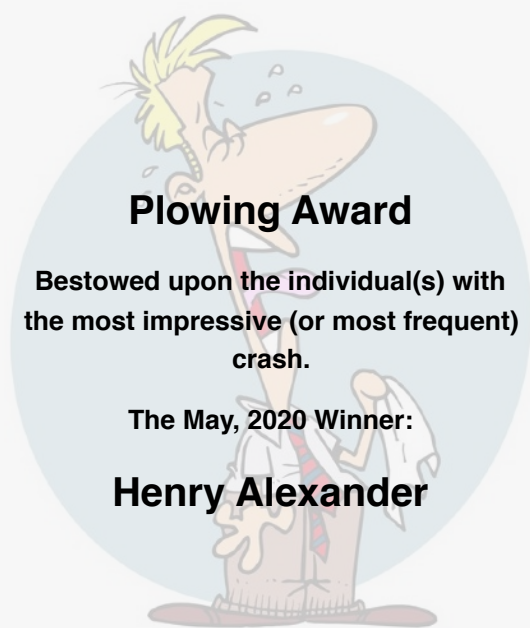 Plowing Award
Bestowed upon the individual(s) with
the most impressive (or most frequent)
crash.
The May, 2020 Winner:
Henry Alexander